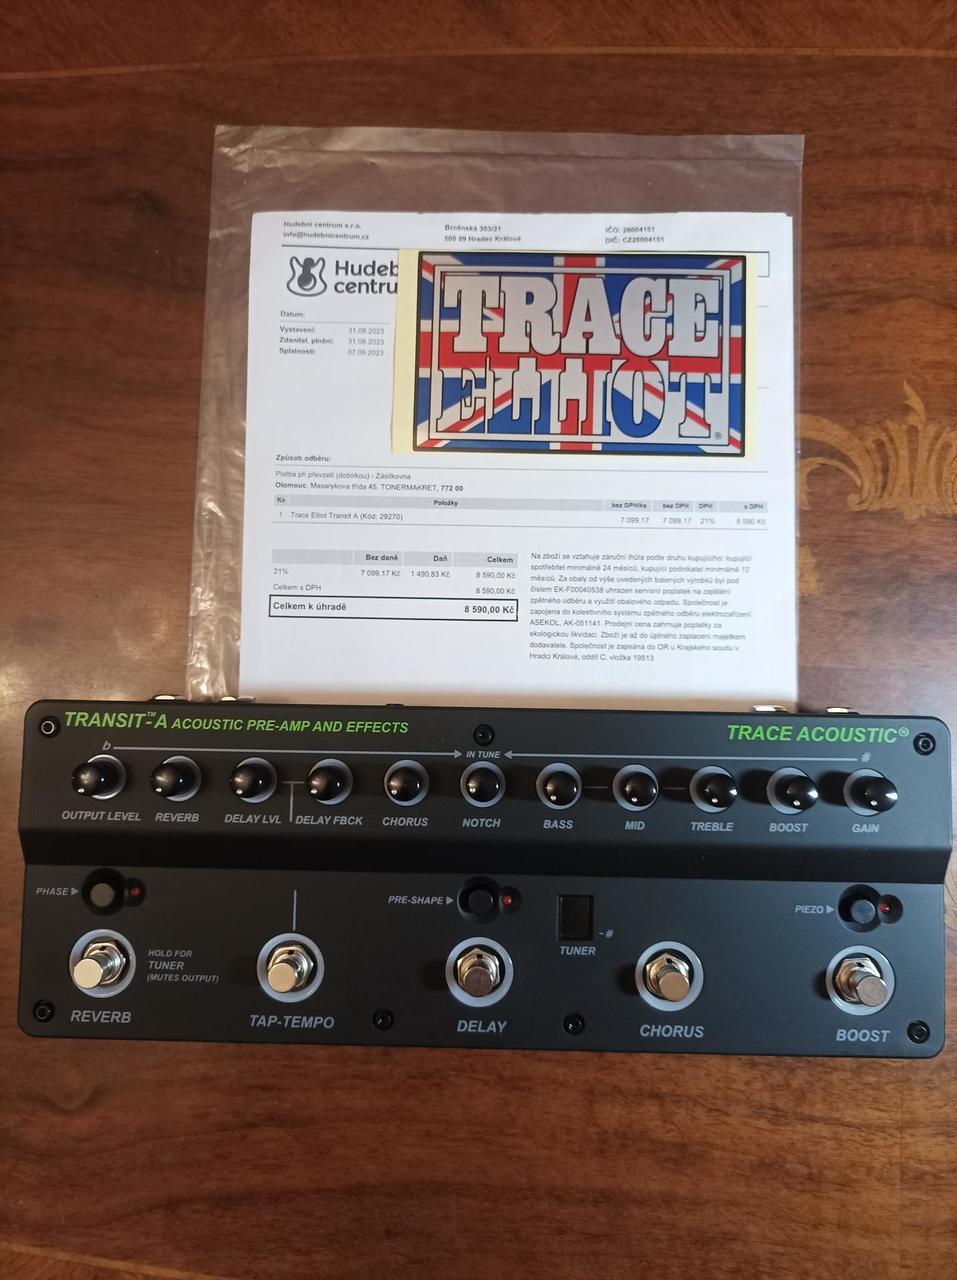 Hudební centrum s.r.o.
info@hudebnicentrum.cz
Brněnská 303/21
500 09 Hradec Králové
IČO: 26004151
DIČ: CZ26004151
Hudeb
centru
TRACE
ELLIOT
®
Datum:
Vystavení: 31.08.2023
Zdanitel. plnění: 31.08.2023
Splatnosti: 07.09.2023
Způsob odběru:
Platba při převzetí (dobírkou) - Zásilkovna
Olomouc, Masarykova třída 45, TONERMAKRET, 772 00
Ks Položky bez DPH/ks bez DPH DPH s DPH
1 Trace Elliot Transit A (Kód: 29270) 7 099,17 7 099,17 21% 8 590 Kč
Bez daně Daň Celkem
21% 7 099,17 Kč 1 490,83 Kč 8 590,00 Kč
Celkem s DPH 8 590,00 Kč
Celkem k úhradě 8 590,00 Kč
Na zboží se vztahuje záruční lhůta podle druhu kupujícího: kupující
spotřebitel minimálně 24 měsíců, kupující podnikatel minimálně 12
měsíců. Za obaly od výše uvedených balených výrobků byl pod
číslem EK-F00040538 uhrazen servisní poplatek na zajištění
zpětného odběru a využití obalového odpadu. Společnost je
zapojena do kolektivního systému zpětného odběru elektrozařízení
ASEKOL, AK-051141. Prodejní cena zahrnuje poplatky za
ekologickou likvidaci. Zboží je až do úplného zaplacení majetkem
dodavatele. Společnost je zapsána do OR u Krajského soudu v
Hradci Králové, oddíl C, vložka 19513
TRANSIT™-A ACOUSTIC PRE-AMP AND EFFECTS
TRACE ACOUSTIC®
b IN TUNE #
OUTPUT LEVEL REVERB DELAY LVL DELAY FBCK CHORUS NOTCH BASS MID TREBLE BOOST GAIN
PHASE PRE-SHAPE PIEZO
-#
TUNER
HOLD FOR
TUNER
(MUTES OUTPUT)
REVERB TAP-TEMPO DELAY CHORUS BOOST